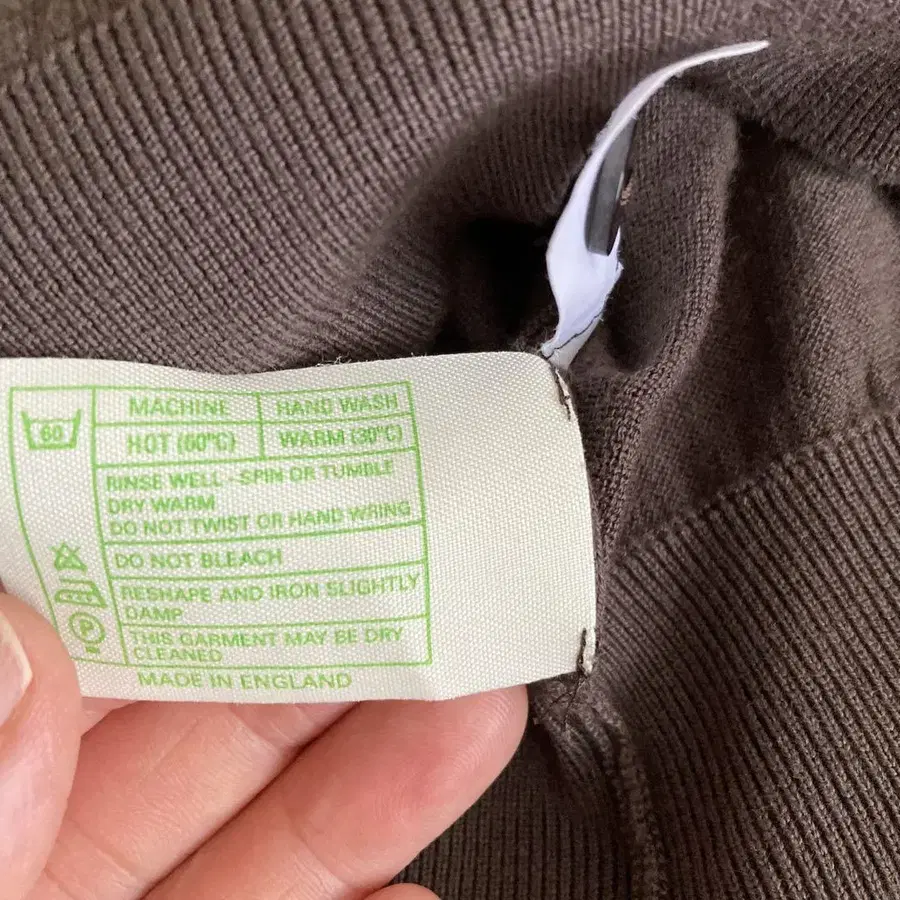 60
MACHINE HAND WASH
HOT (60°C) WARM (30°C)
RINSE WELL - SPIN OR TUMBLE
DRY WARM
DO NOT TWIST OR HAND WRING
DO NOT BLEACH
RESHAPE AND IRON SLIGHTLY
DAMP
P
THIS GARMENT MAY BE DRY
CLEANED
MADE IN ENGLAND